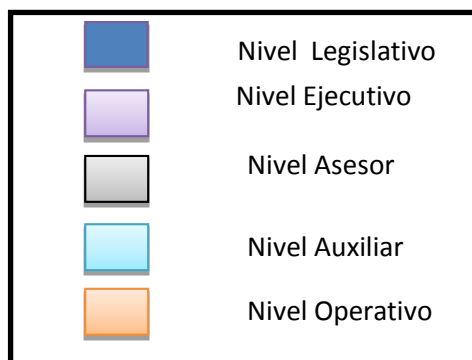 Nivel Legislativo
Nivel Ejecutivo
Nivel Asesor
Nivel Auxiliar
Nivel Operativo